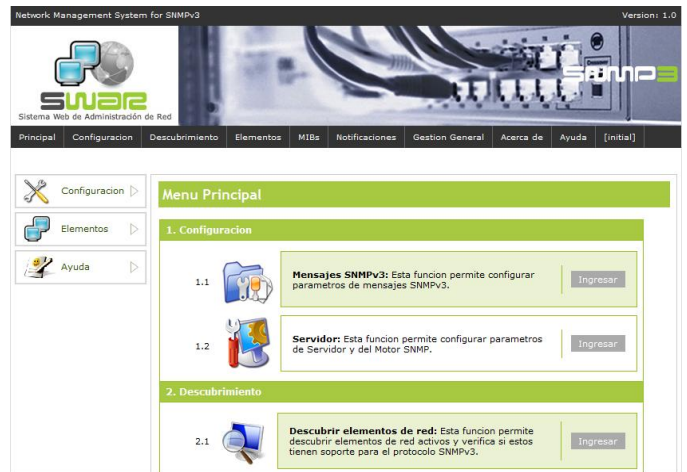 Network Management System for SNMPv3
Version: 1.0
SWAR
Sistema Web de Administración de Red
SNMP3
Principal Configuracion Descubrimiento Elementos MIBs Notificaciones Gestion General Acerca de Ayuda [initial]
Configuracion
Elementos
Ayuda
Menu Principal
1. Configuracion
1.1
Mensajes SNMPv3: Esta funcion permite configurar
parametros de mensajes SNMPv3.
Ingresar
1.2
Servidor: Esta funcion permite configurar parametros
de Servidor y del Motor
SNMP.
Ingresar
2. Descubrimiento
2.1
Descubrir elementos de red: Esta funcion permite
descubrir elementos de red activos y verifica si estos
tienen soporte para el protocolo SNMPv3.
Ingresar